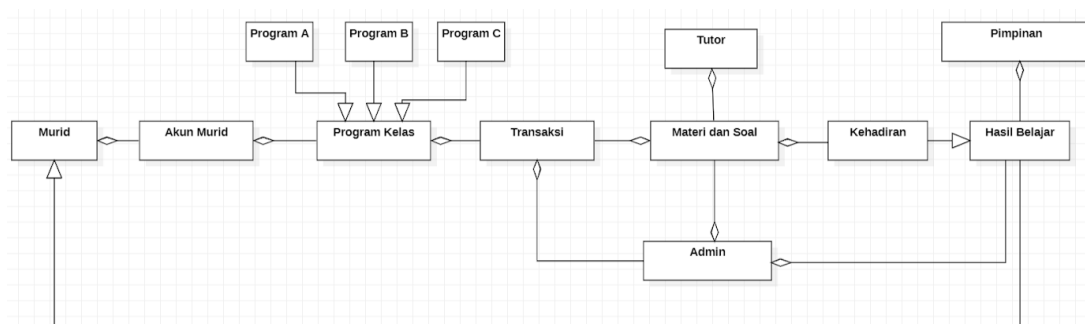 Program A
Program B
Program C
Tutor
Pimpinan
Murid
Akun Murid
Program Kelas
Transaksi
Materi dan Soal
Kehadiran
Hasil Belajar
Admin